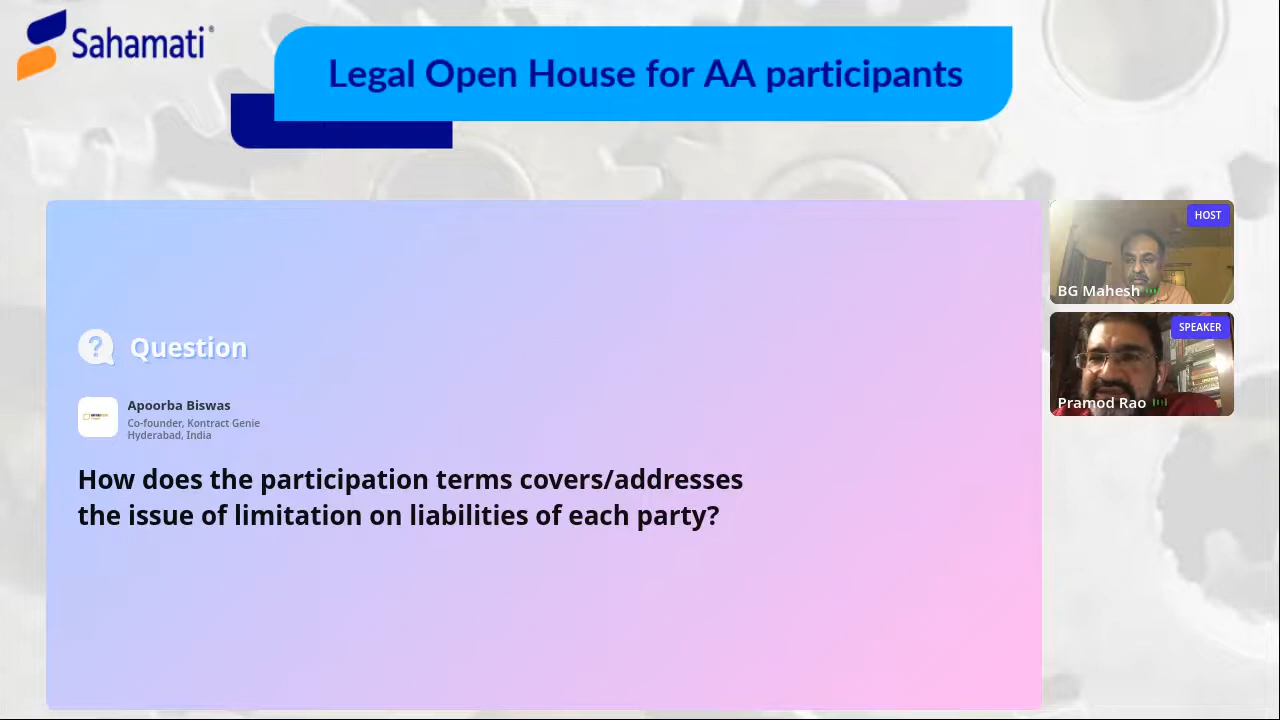 Sahamati®
Legal Open House for AA participants
HOST
BG Mahesh
SPEAKER
Pramod Rao
? Question
Apoorba Biswas
Co-founder, Kontract Genie
Hyderabad, India
How does the participation terms covers/addresses
the issue of limitation on liabilities of each party?